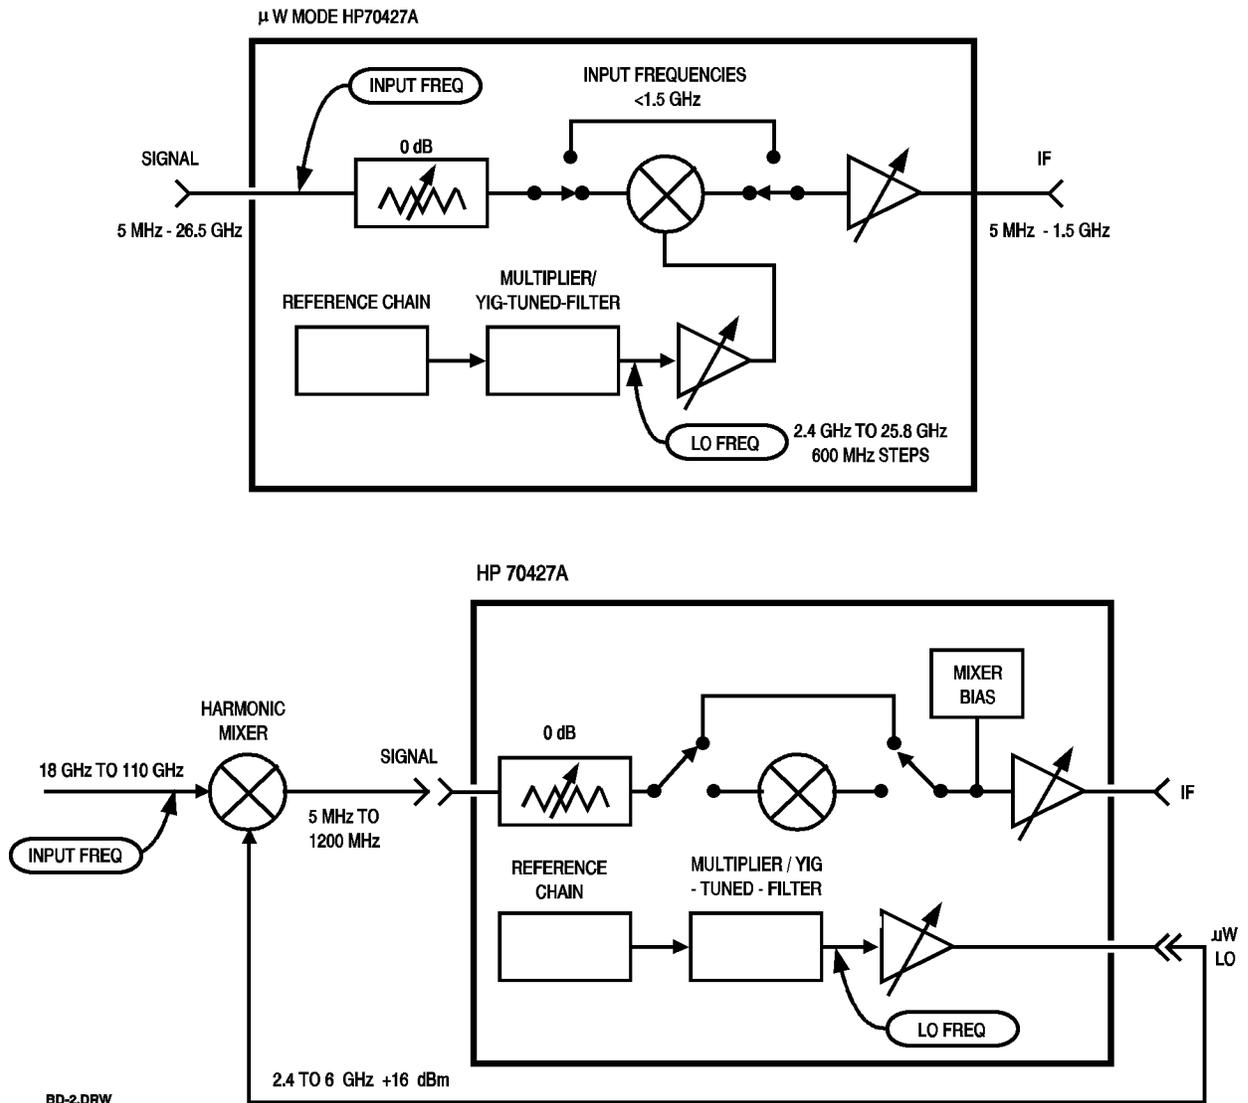 µ W MODE HP70427A
INPUT FREQ
INPUT FREQUENCIES
<1.5 GHz
0 dB
SIGNAL
IF
5 MHz - 26.5 GHz
5 MHz - 1.5 GHz
MULTIPLIER/
YIG-TUNED-FILTER
REFERENCE CHAIN
LO FREQ
2.4 GHz TO 25.8 GHz
600 MHz STEPS
HP 70427A
MIXER
BIAS
HARMONIC
MIXER
0 dB
SIGNAL
18 GHz TO 110 GHz
5 MHz TO
1200 MHz
IF
INPUT FREQ
REFERENCE
CHAIN
MULTIPLIER / YIG
- TUNED - FILTER
µW
LO
LO FREQ
2.4 TO 6 GHz +16 dBm
BD-2.DRW